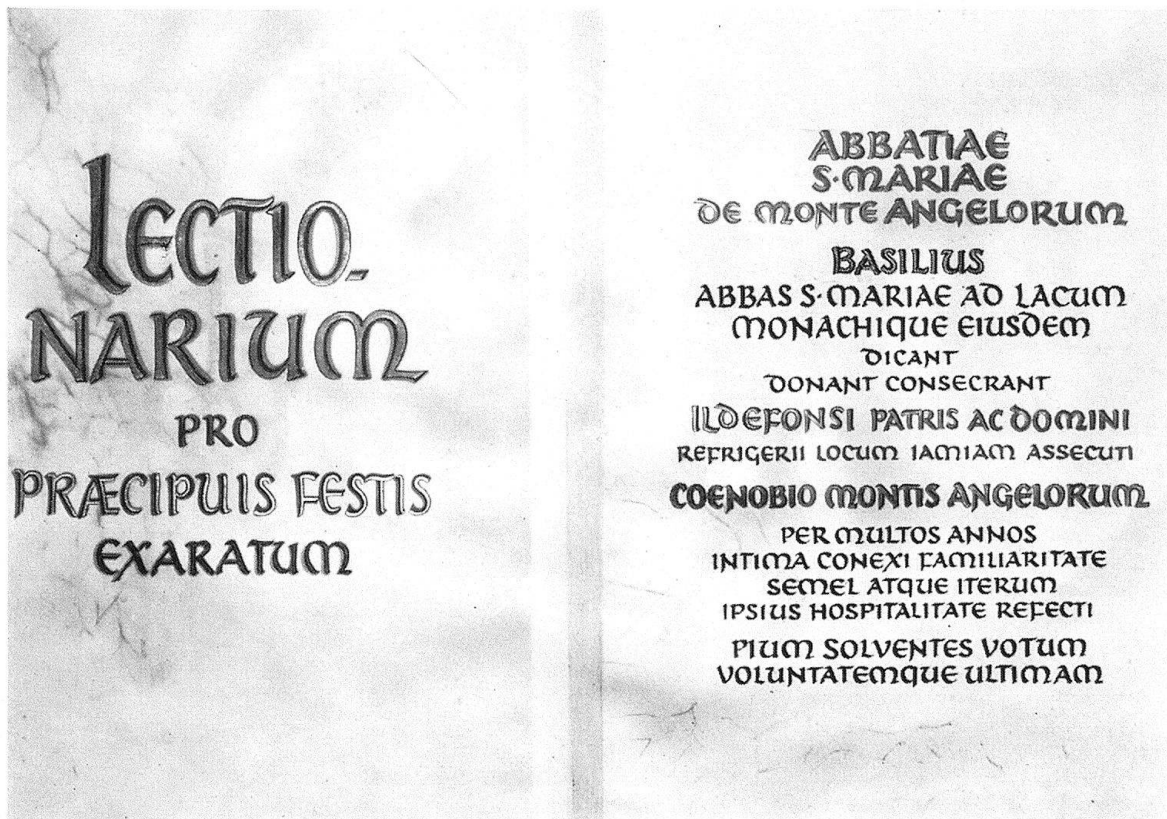 LECTIO-
NARIUM
PRO
PRÆCIPUIS FESTIS
EXARATUM
ABBATIAE
S·MARIAE
DE MONTE ANGELORUM
BASILIUS
ABBAS S·MARIAE AD LACUM
MONACHIQUE EIUSDEM
DICANT
DONANT CONSECRANT
ILDEFONSI PATRIS AC DOMINI
REFRIGERII LOCUM IAMIAM ASSECUTI
COENOBIO MONTIS ANGELORUM
PER MULTOS ANNOS
INTIMA CONEXI FAMILIARITATE
SEMEL ATQUE ITERUM
IPSIUS HOSPITALITATE REFECTI
PIUM SOLVENTES VOTUM
VOLUNTATEMQUE ULTIMAM